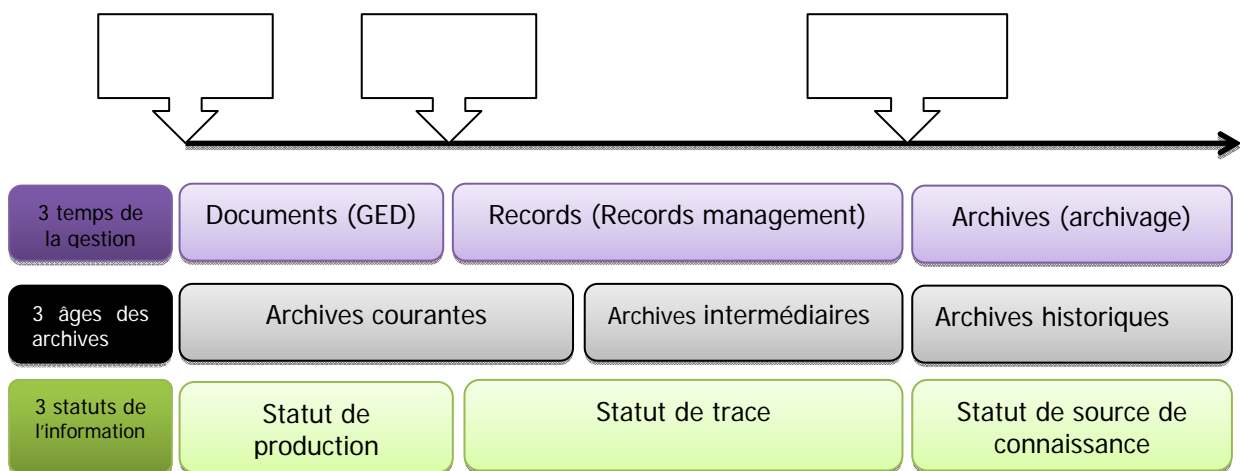 3 temps de
la gestion
Documents (GED)
Records (Records management)
Archives (archivage)
3 âges des
archives
Archives courantes
Archives intermédiaires
Archives historiques
3 statuts de
l'information
Statut de
production
Statut de trace
Statut de source de
connaissance